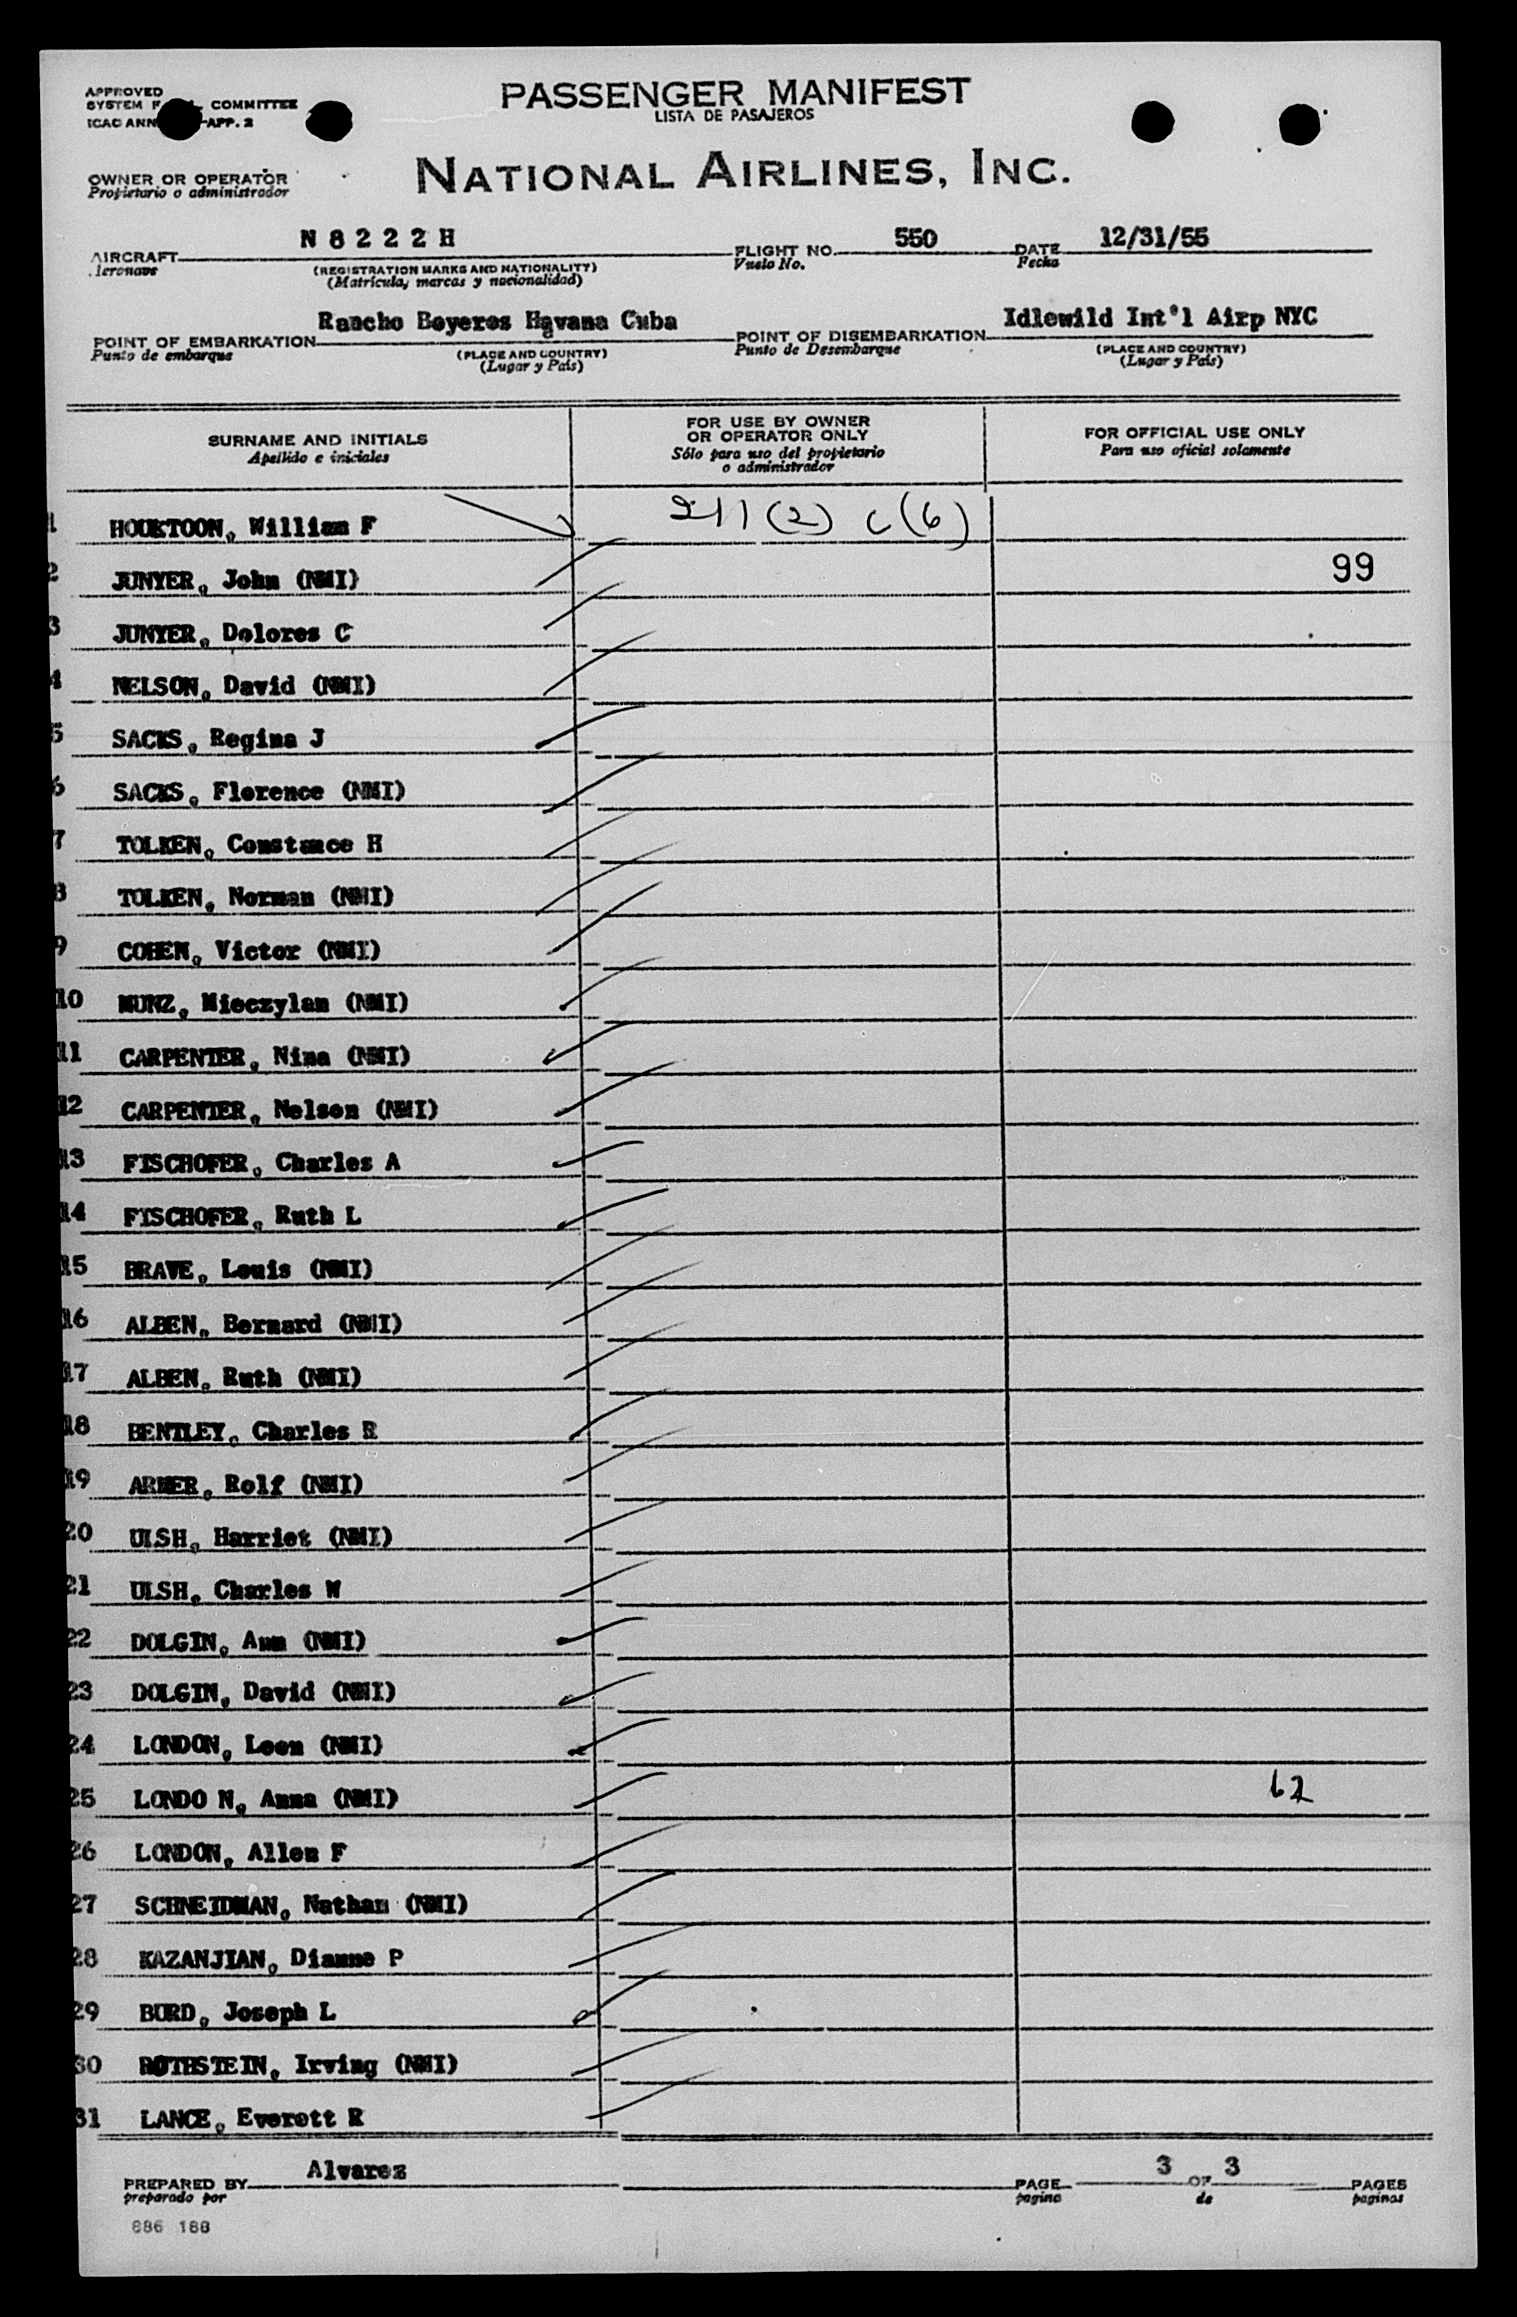 APPROVED
SYSTEM COMMITTEE
ICAO ANN APP. 2
PASSENGER MANIFEST
LISTA DE PASAJEROS
OWNER OR OPERATOR
Propietario o administrador
NATIONAL AIRLINES, INC.
AIRCRAFT N 8 2 2 2 H FLIGHT NO. 550 DATE 12/31/55
Aeronave (REGISTRATION MARKS AND NATIONALITY) Vuelo No. Fecha
(Matrícula, marcas y nacionalidad)
POINT OF EMBARKATION Rancho Boyeros Havana Cuba POINT OF DISEMBARKATION Idlewild Int'l Airp NYC
Punto de embarque (PLACE AND COUNTRY) Punto de Desembarque (PLACE AND COUNTRY)
(Lugar y País) (Lugar y País)
SURNAME AND INITIALS
Apellido e iniciales
FOR USE BY OWNER
OR OPERATOR ONLY
Sólo para uso del propietario
o administrador
FOR OFFICIAL USE ONLY
Para uso oficial solamente
1 William F 211 (2) C (6)
2 JUNYER, John (NMI) 99
3 JUNYER, Dolores C
4 NELSON, David (NMI)
5 SACKS, Regina J
6 SACKS, Florence (NMI)
7 TOLKEN, Constance H
8 TOLKEN, Norman (NMI)
9 COHEN, Victor (NMI)
10 MUNZ, Mieczylan (NMI)
11 CARPENTER, Nina (NMI)
12 CARPENTER, Nelson (NMI)
13 FISCHOFER, Charles A
14 FISCHOFER, Ruth L
15 BRAVE, Louis (NMI)
16 ALBEN, Bernard (NMI)
17 ALBEN, Ruth (NMI)
18 BENTLEY, Charles R
19 Rolf (NMI)
20 ULSH, Harriet (NMI)
21 ULSH, Charles W
22 DOLGIN, Ann (NMI)
23 DOLGIN, David (NMI)
24 LONDON, Leon (NMI)
25 LONDO N, Anna (NMI) 62
26 LONDON, Allen F
27 SCHNEIDMAN, Nathan (NMI)
28 KAZANJIAN, Dianne P
29 BURD, Joseph L
30 ROTHSTEIN, Irving (NMI)
31 LANCE, Everett R
PREPARED BY Alvarez PAGE 3 OF 3 PAGES
preparado por pagina de paginas
886 188